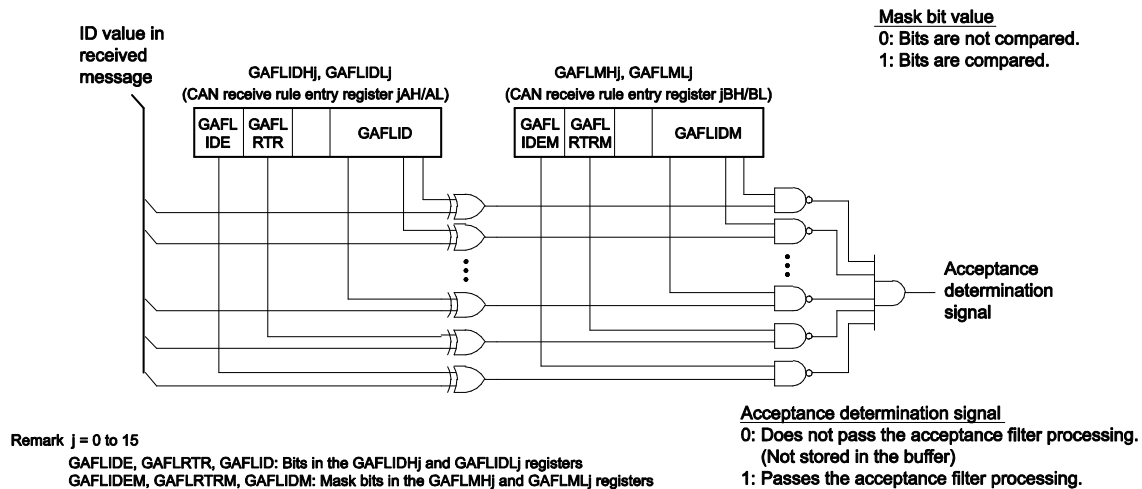 ID value in
received
message
Mask bit value
0: Bits are not compared.
1: Bits are compared.
GAFLIDHj, GAFLIDLj
(CAN receive rule entry register jAH/AL)
GAFL
IDE
GAFL
RTR
GAFLID
GAFLMHj, GAFLMLj
(CAN receive rule entry register jBH/BL)
GAFL
IDEM
GAFL
RTRM
GAFLIDM
Acceptance
determination
signal
Acceptance determination signal
0: Does not pass the acceptance filter processing.
(Not stored in the buffer)
1: Passes the acceptance filter processing.
Remark j = 0 to 15
GAFLIDE, GAFLRTR, GAFLID: Bits in the GAFLIDHj and GAFLIDLj registers
GAFLIDEM, GAFLRTRM, GAFLIDM: Mask bits in the GAFLMHj and GAFLMLj registers